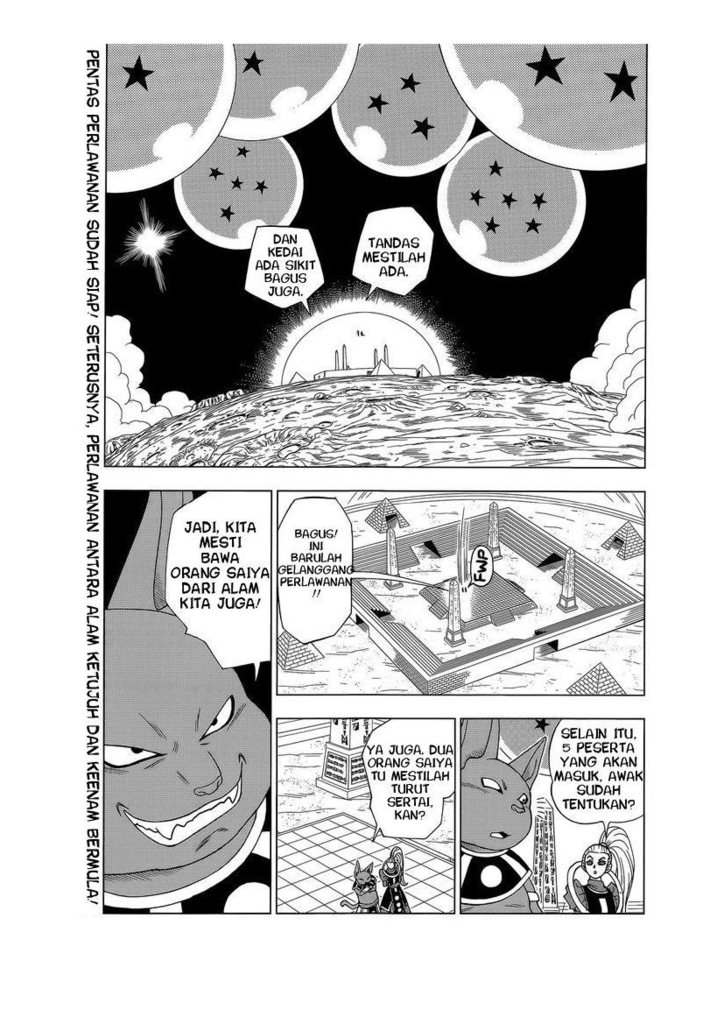 TANDAS
MESTILAH
ADA.
DAN
KEDAI
ADA SIKIT
BAGUS
JUGA.
FWP
BAGUS!
INI
BARULAH
GELANGGANG
PERLAWANAN
!!
SELAIN ITU,
5 PESERTA
YANG AKAN
MASUK, AWAK
SUDAH
TENTUKAN?
YA JUGA. DUA
ORANG SAIYA
TU MESTILAH
TURUT
SERTAI,
KAN?
JADI, KITA
MESTI
BAWA
ORANG SAIYA
DARI ALAM
KITA JUGA!
PENTAS PERLAWANAN SUDAH SIAP! SETERUSNYA, PERLAWANAN ANTARA ALAM KETUJUH DAN KEENAM BERMULA!